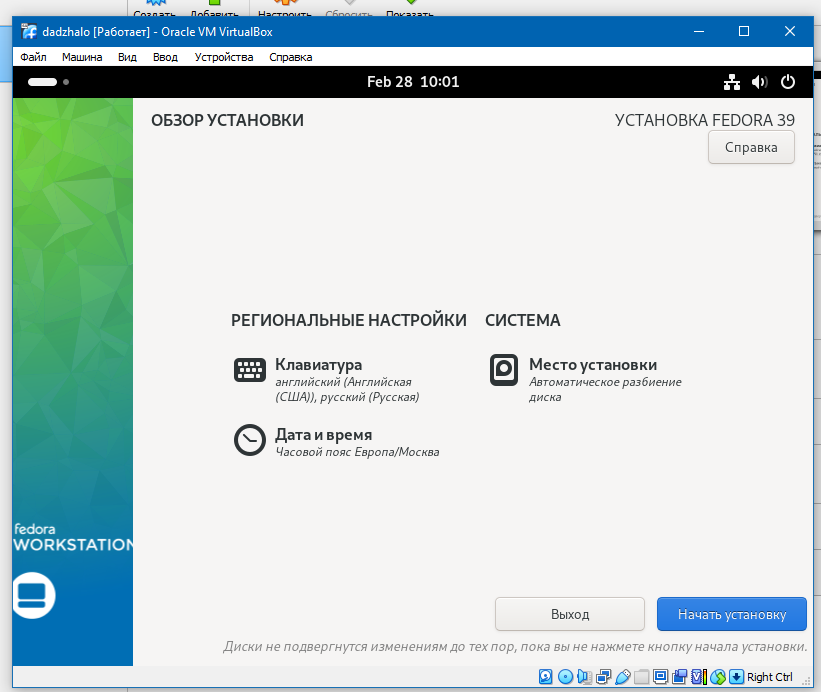 Создать Добавить Настроить Сбросить Показать
dadzhalo [Работает] - Oracle VM VirtualBox
Файл Машина Вид Ввод Устройства Справка
Feb 28 10:01
ОБЗОР УСТАНОВКИ
УСТАНОВКА FEDORA 39
Справка
РЕГИОНАЛЬНЫЕ НАСТРОЙКИ
Клавиатура
английский (Английская
(США)), русский (Русская)
Дата и время
Часовой пояс Европа/Москва
СИСТЕМА
Место установки
Автоматическое разбиение
диска
fedora
WORKSTATION
Выход
Начать установку
Диски не подвергнутся изменениям до тех пор, пока вы не нажмете кнопку начала установки.
Right Ctrl